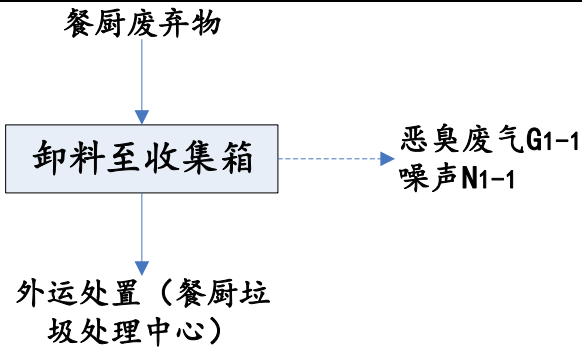 餐厨废弃物
卸料至收集箱
恶臭废气G1-1
噪声N1-1
外运处置（餐厨垃
圾处理中心）